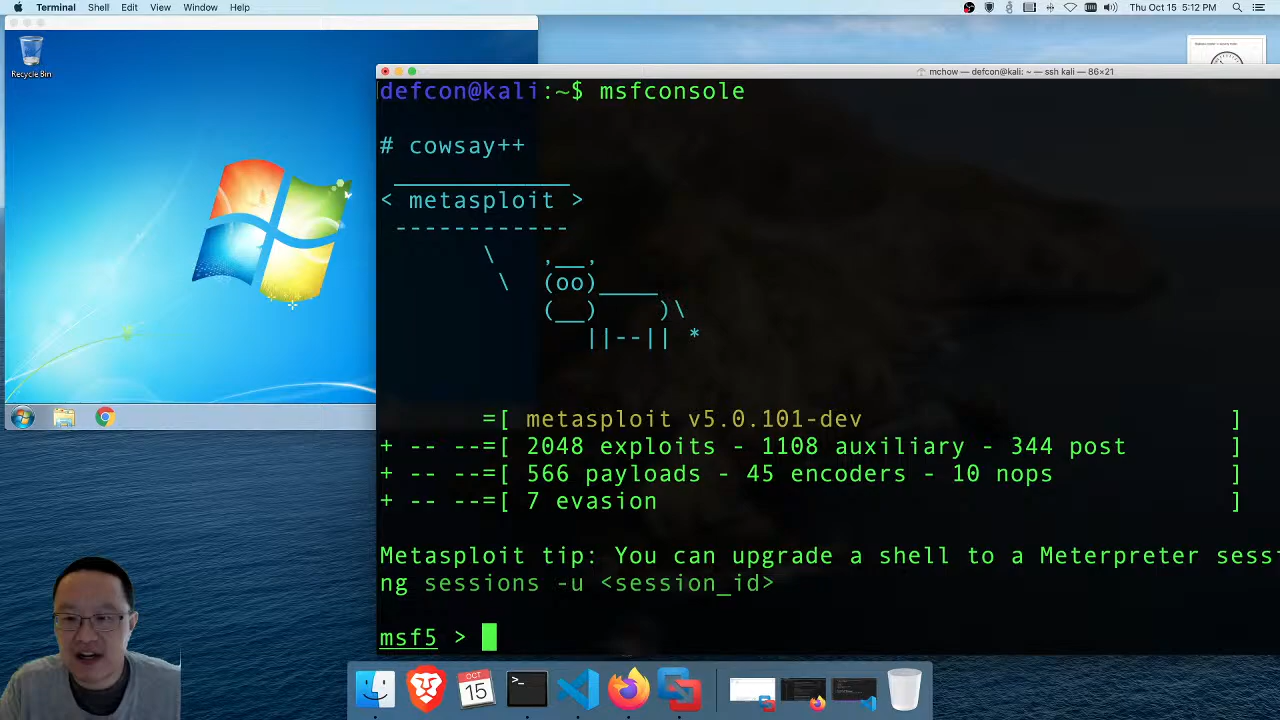 Terminal Shell Edit View Window Help
Thu Oct 15 5:12 PM
Recycle Bin
mchow — defcon@kali: ~ — ssh kali — 86×21
defcon@kali:~$ msfconsole
# cowsay++
 ____________
< metasploit >
 ------------
       \   ,__,
        \  (oo)____
           (__)    )\
              ||--|| *
=[ metasploit v5.0.101-dev ]
+ -- --=[ 2048 exploits - 1108 auxiliary - 344 post ]
+ -- --=[ 566 payloads - 45 encoders - 10 nops ]
+ -- --=[ 7 evasion ]
Metasploit tip: You can upgrade a shell to a Meterpreter sess
ng sessions -u <session_id>
msf5 >
OCT
15
>_